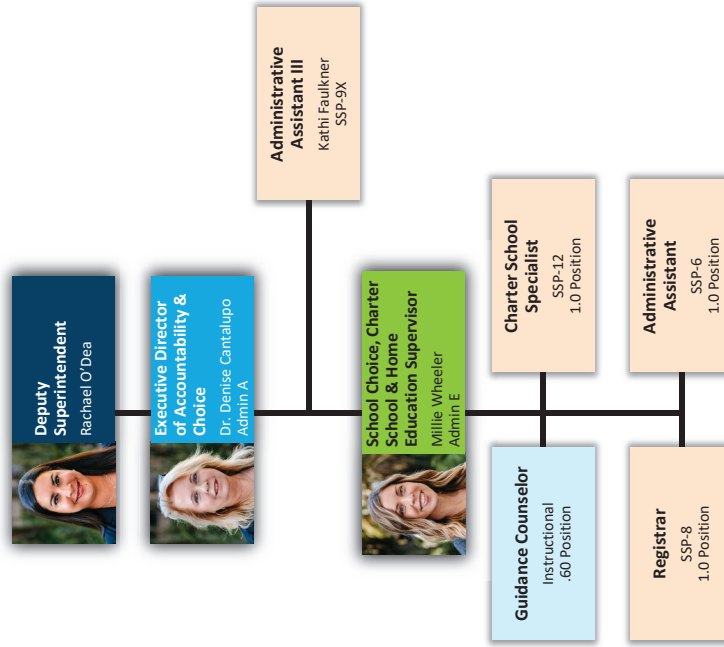 Deputy
Superintendent
Rachael O’Dea
Executive Director
of Accountability &
Choice
Dr. Denise Cantalupo
Admin A
Administrative
Assistant III
Kathi Faulkner
SSP-9X
School Choice, Charter
School & Home
Education Supervisor
Millie Wheeler
Admin E
Guidance Counselor
Instructional
.60 Position
Charter School
Specialist
SSP-12
1.0 Position
Registrar
SSP-8
1.0 Position
Administrative
Assistant
SSP-6
1.0 Position